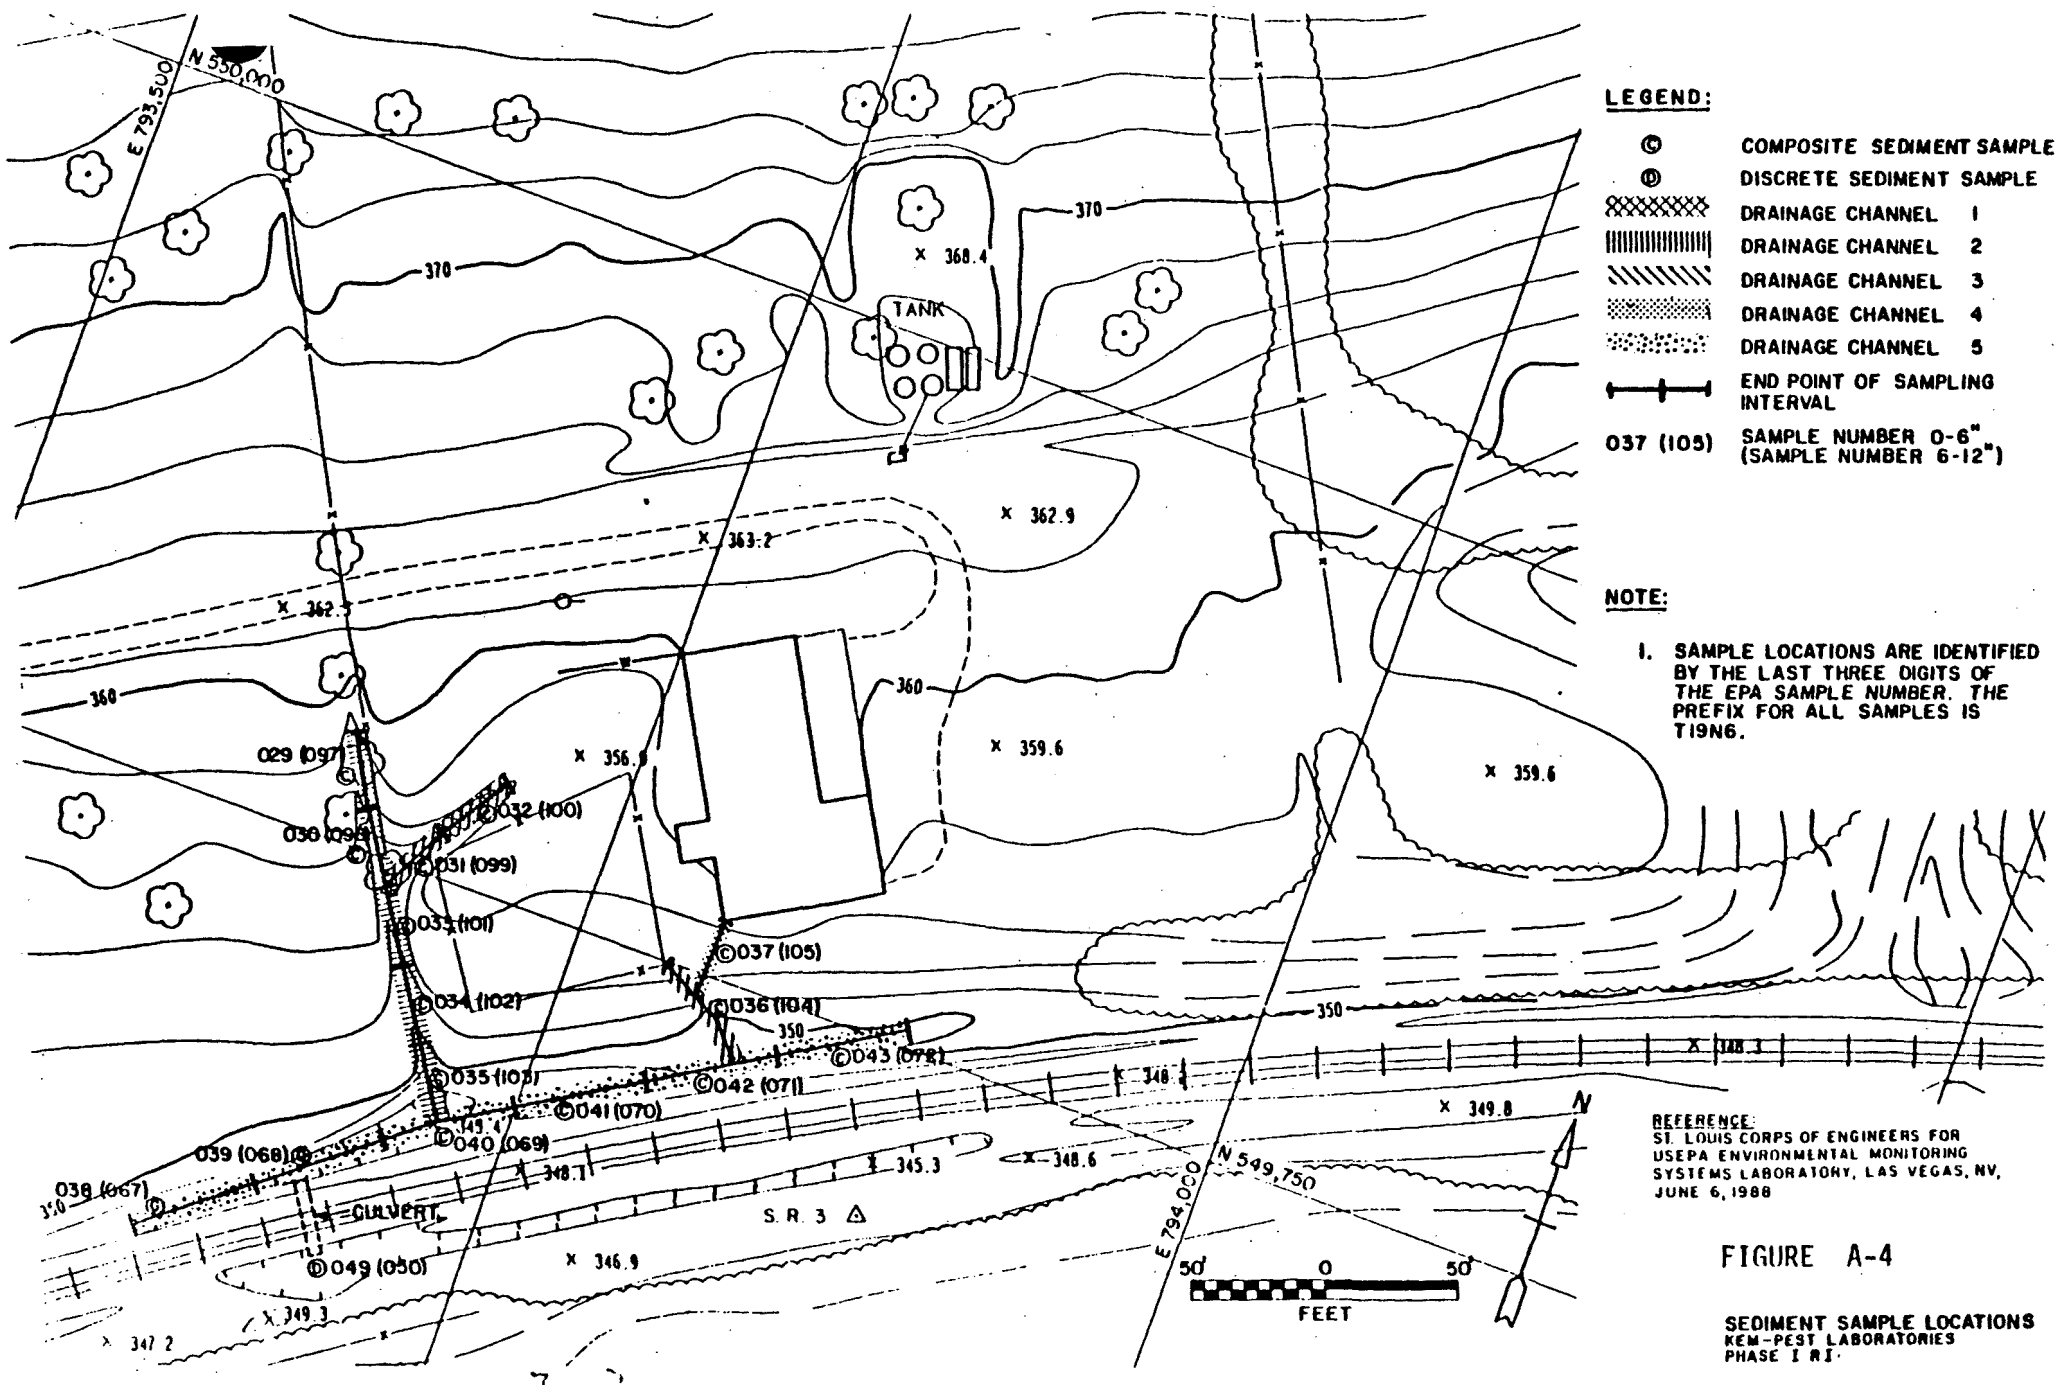 N 550,000
E 793,500
LEGEND:
© COMPOSITE SEDIMENT SAMPLE
Ⓓ DISCRETE SEDIMENT SAMPLE
DRAINAGE CHANNEL 1
DRAINAGE CHANNEL 2
DRAINAGE CHANNEL 3
DRAINAGE CHANNEL 4
DRAINAGE CHANNEL 5
END POINT OF SAMPLING
INTERVAL
037 (105) SAMPLE NUMBER 0-6"
(SAMPLE NUMBER 6-12")
370
370
X 368.4
TANK
X 362.9
X 363.2
X
NOTE:
1. SAMPLE LOCATIONS ARE IDENTIFIED
BY THE LAST THREE DIGITS OF
THE EPA SAMPLE NUMBER. THE
PREFIX FOR ALL SAMPLES IS
T19N6.
W
360
360
X 359.6
X 359.6
029 (097)
©
X
032 (100)
030
©
©031 (099)
(101)
©037 (105)
©034 (102)
©036 (104)
350
350
©043 (072)
©035 (103)
©042 (071)
©041 (070)
©040 (069)
039 (068)
038 (067)
©
X
X
X 349.8
N
X 348.1
X 345.3
X 348.6
N 549,750
E 794,000
CULVERT
S. R. 3
©049 (050)
X 346.9
X 349.3
X 347.2
50' 0 50'
FEET
REFERENCE:
ST. LOUIS CORPS OF ENGINEERS FOR
USEPA ENVIRONMENTAL MONITORING
SYSTEMS LABORATORY, LAS VEGAS, NV,
JUNE 6, 1988
FIGURE A-4
SEDIMENT SAMPLE LOCATIONS
KEM-PEST LABORATORIES
PHASE I RI